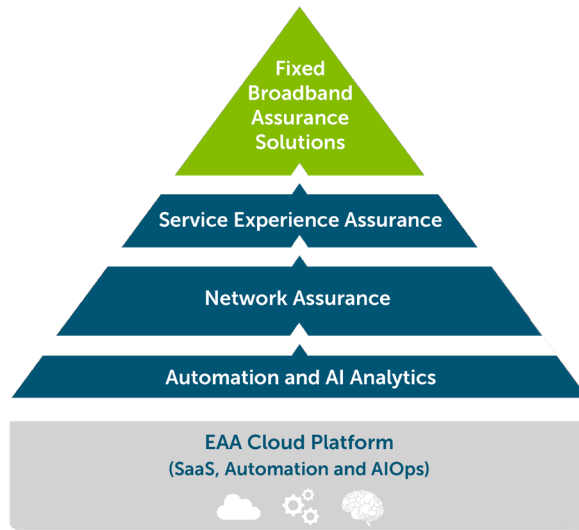 Fixed
Broadband
Assurance
Solutions
Service Experience Assurance
Network Assurance
Automation and AI Analytics
EAA Cloud Platform
(SaaS, Automation and AIOps)